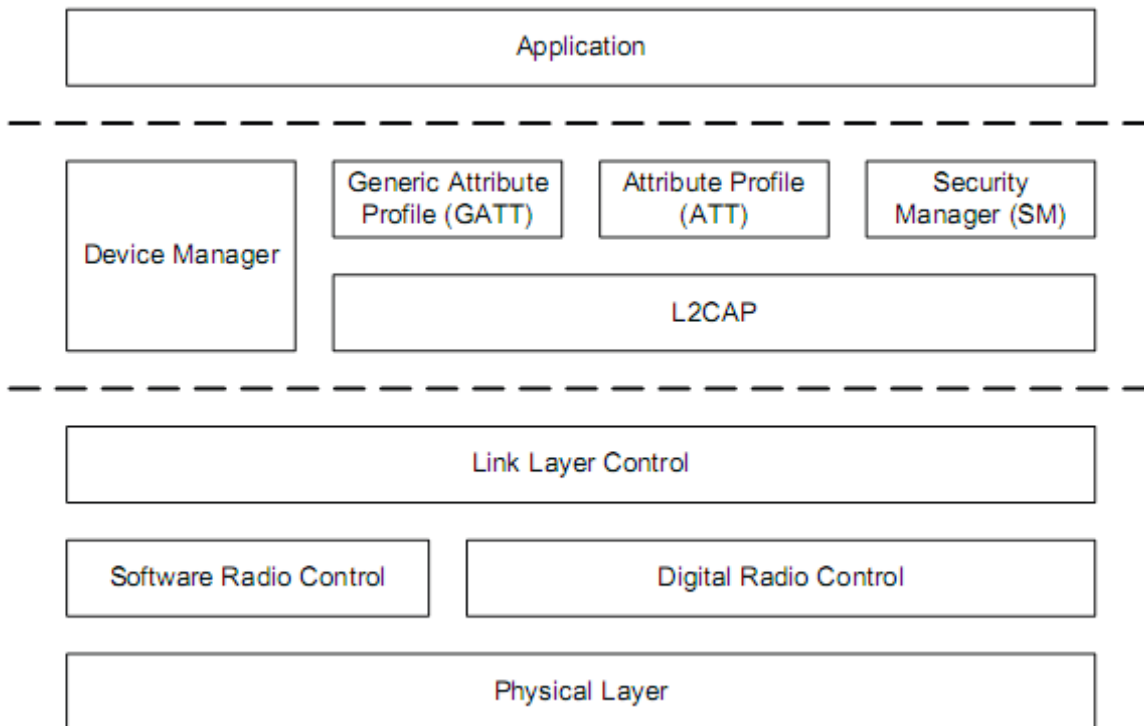 Application
Generic Attribute
Profile (GATT)
Attribute Profile
(ATT)
Security
Manager (SM)
Device Manager
L2CAP
Link Layer Control
Software Radio Control
Digital Radio Control
Physical Layer